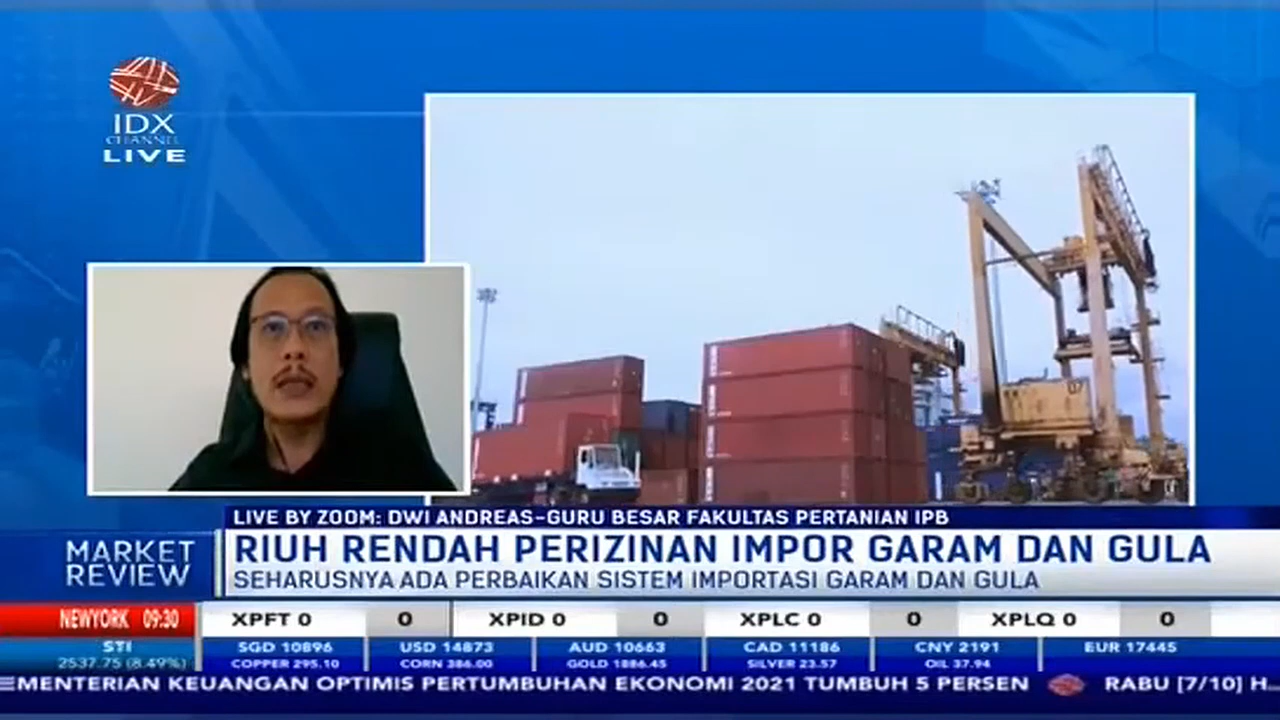 IDX
CHANNEL
LIVE
LIVE BY ZOOM: DWI ANDREAS-GURU BESAR FAKULTAS PERTANIAN IPB
MARKET REVIEW
RIUH RENDAH PERIZINAN IMPOR GARAM DAN GULA
SEHARUSNYA ADA PERBAIKAN SISTEM IMPORTASI GARAM DAN GULA
NEWYORK 09:30 XPFT 0 0 XPID 0 0 XPLC 0 0 XPLQ 0 0
STI SGD 10896 USD 14873 AUD 10663 CAD 11186 CNY 2191 EUR 17445
2537.75 (8.49%) COPPER 295.10 CORN 386.00 GOLD 1886.45 SILVER 23.57 OIL 37.94
EMENTERIAN KEUANGAN OPTIMIS PERTUMBUHAN EKONOMI 2021 TUMBUH 5 PERSEN RABU [7/10] H